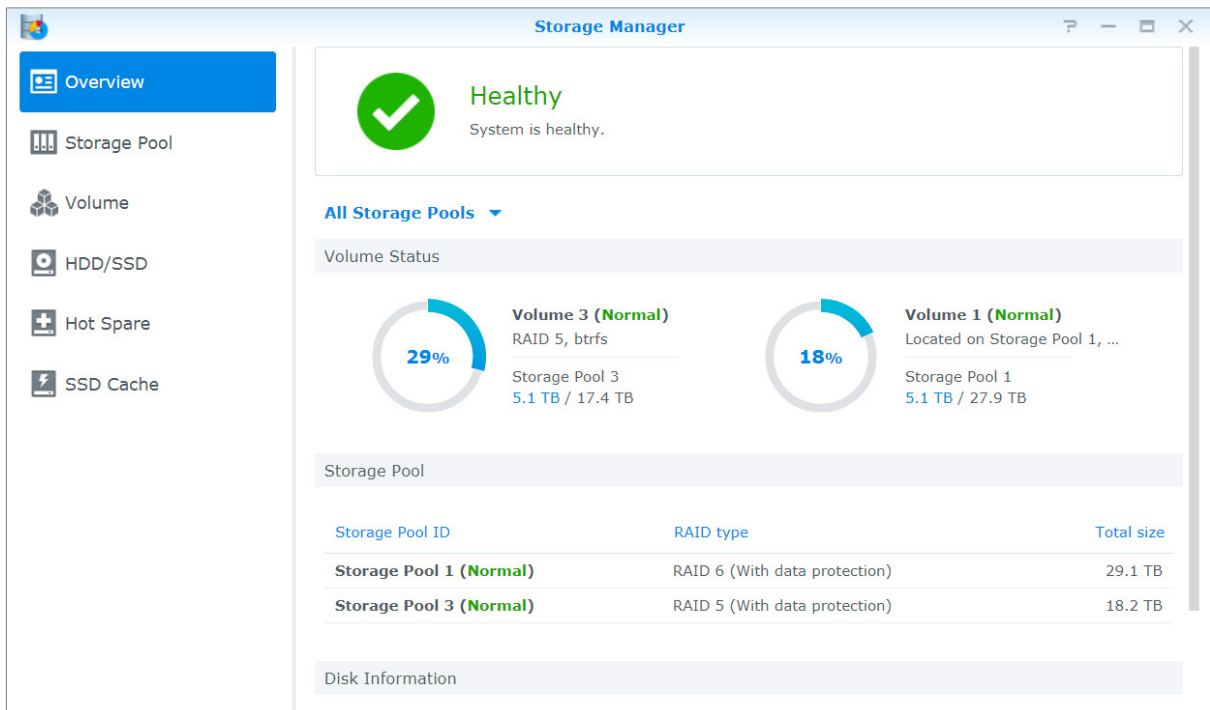 Storage Manager
Overview
Storage Pool
Volume
HDD/SSD
Hot Spare
SSD Cache
Healthy
System is healthy.
All Storage Pools
Volume Status
29%
Volume 3 (Normal)
RAID 5, btrfs
Storage Pool 3
5.1 TB / 17.4 TB
18%
Volume 1 (Normal)
Located on Storage Pool 1, ...
Storage Pool 1
5.1 TB / 27.9 TB
Storage Pool
Storage Pool ID RAID type Total size
Storage Pool 1 (Normal) RAID 6 (With data protection) 29.1 TB
Storage Pool 3 (Normal) RAID 5 (With data protection) 18.2 TB
Disk Information